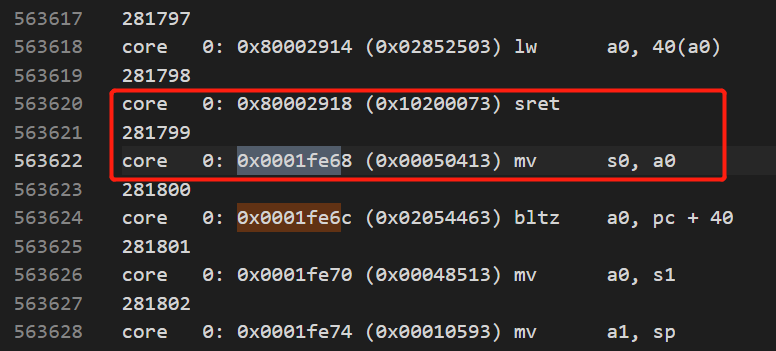 563617 281797
563618 core 0: 0x80002914 (0x02852503) lw a0, 40(a0)
563619 281798
563620 core 0: 0x80002918 (0x10200073) sret
563621 281799
563622 core 0: 0x0001fe68 (0x00050413) mv s0, a0
563623 281800
563624 core 0: 0x0001fe6c (0x02054463) bltz a0, pc + 40
563625 281801
563626 core 0: 0x0001fe70 (0x00048513) mv a0, s1
563627 281802
563628 core 0: 0x0001fe74 (0x00010593) mv a1, sp